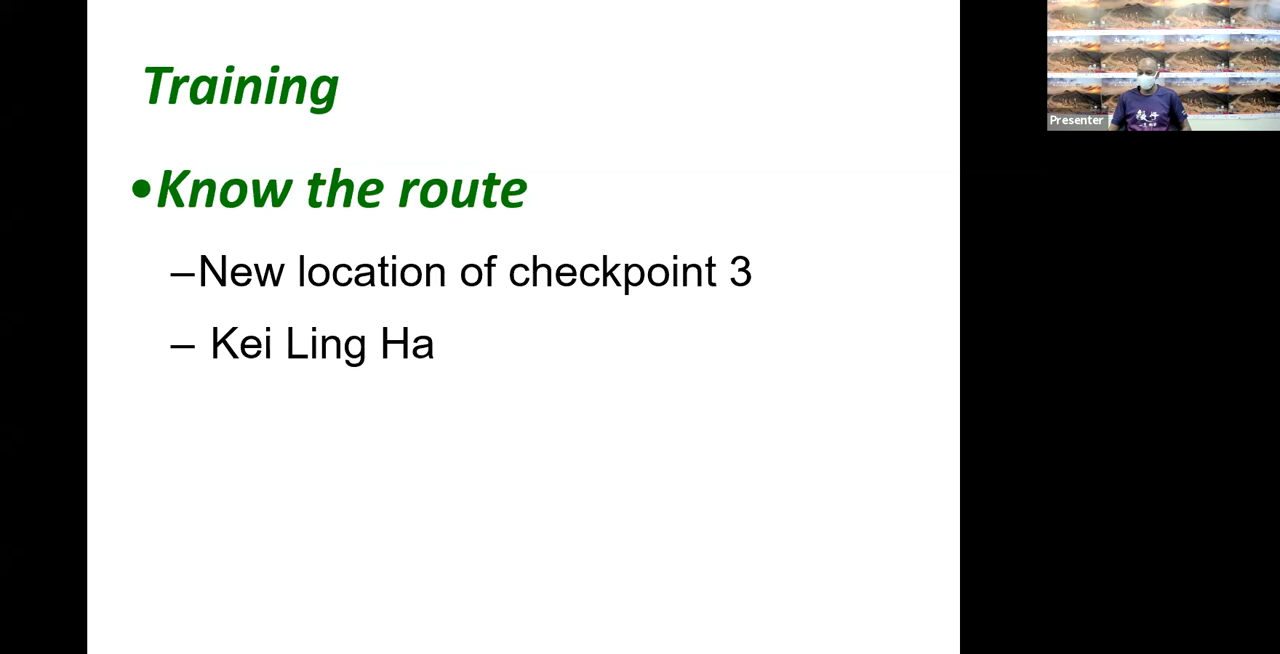 Training
•Know the route
–New location of checkpoint 3
– Kei Ling Ha
Presenter